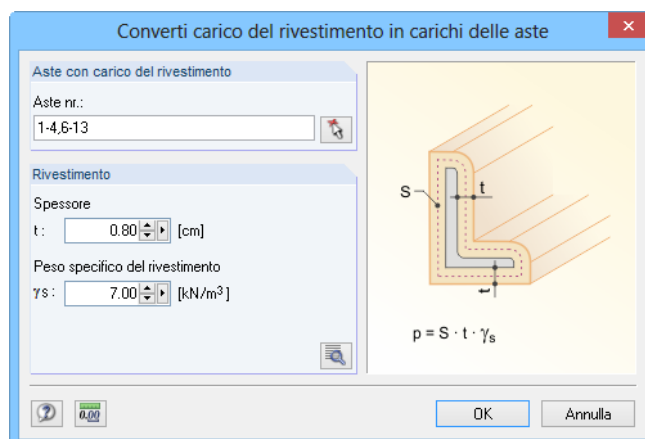 Converti carico del rivestimento in carichi delle aste
Aste con carico del rivestimento
Aste nr.:
1-4,6-13
Rivestimento
Spessore
t : 0.80 [cm]
Peso specifico del rivestimento
γs : 7.00 [kN/m³]
S
t
t
p = S · t · γs
0.00
OK
Annulla